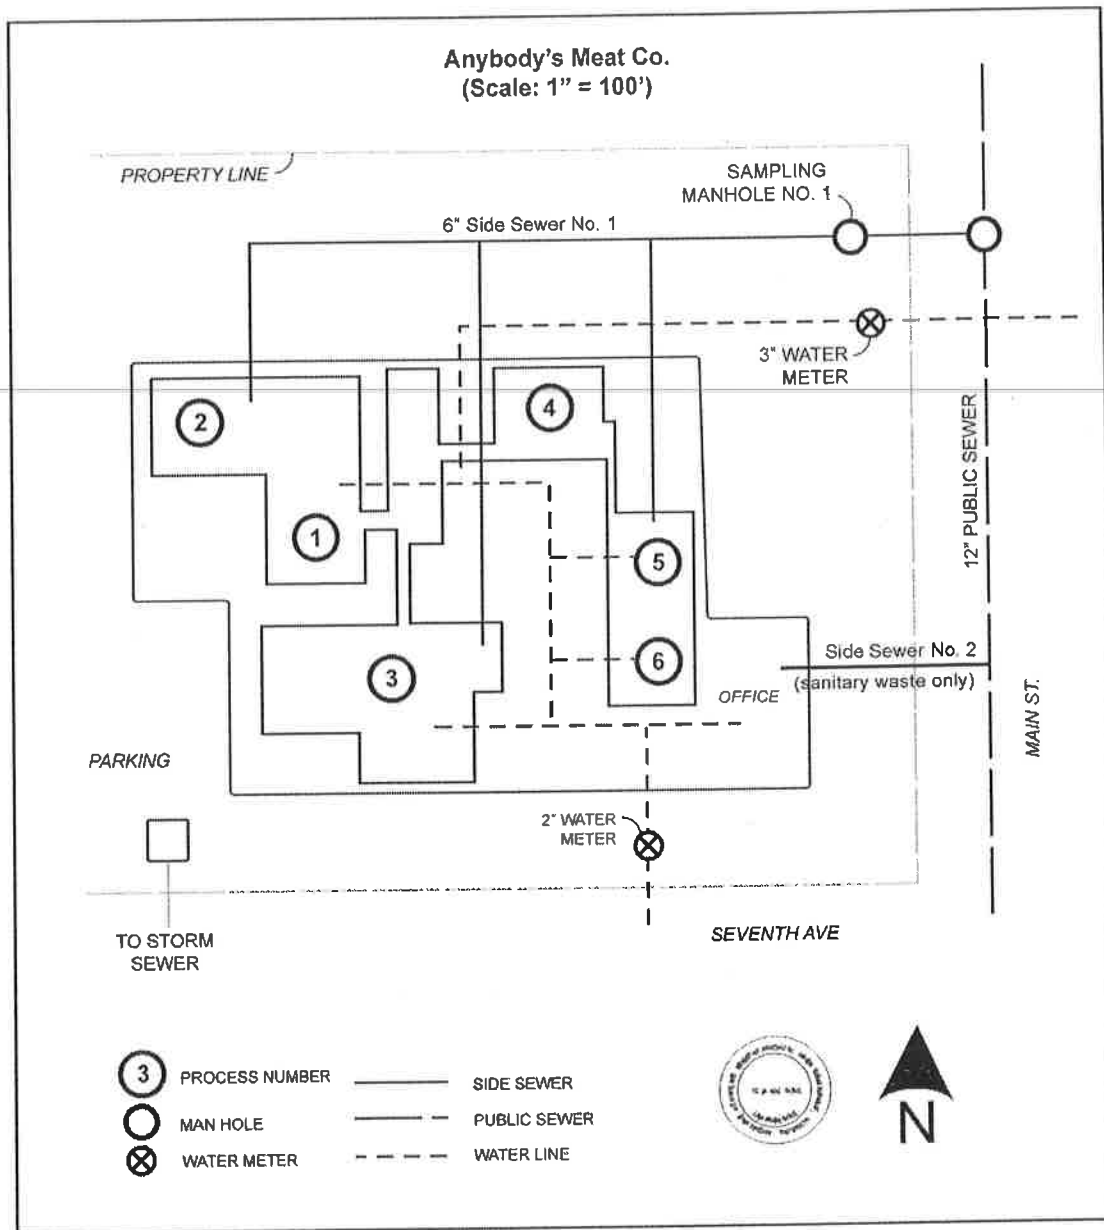 Anybody's Meat Co.
(Scale: 1" = 100')
PROPERTY LINE
SAMPLING
MANHOLE NO. 1
6" Side Sewer No. 1
3" WATER
METER
2
4
1
5
12" PUBLIC SEWER
3
6
Side Sewer No. 2
(sanitary waste only)
OFFICE
MAIN ST.
PARKING
2" WATER
METER
TO STORM
SEWER
SEVENTH AVE
3 PROCESS NUMBER
SIDE SEWER
MAN HOLE
PUBLIC SEWER
WATER METER
WATER LINE
N